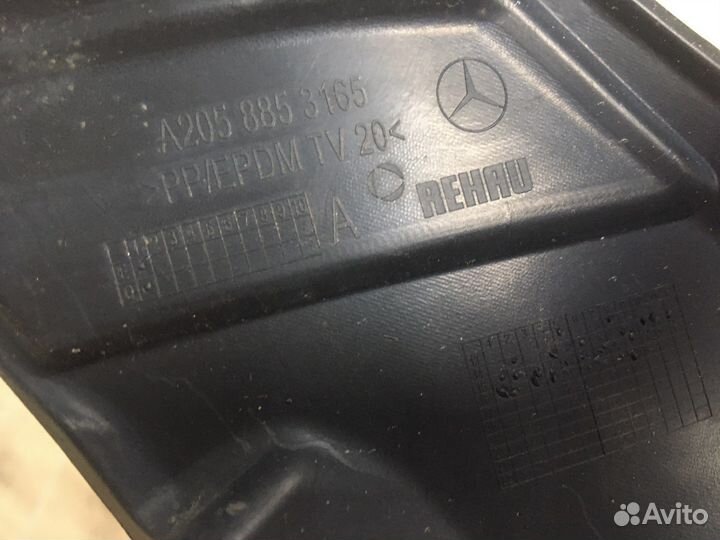 A205 885 3165
>PP/EPDM TV 20<
REHAU
A
Avito